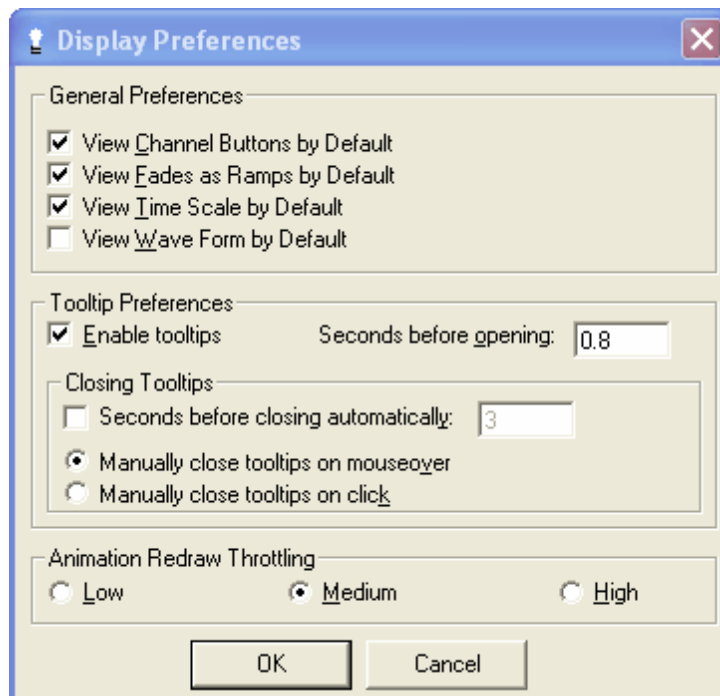 Display Preferences
General Preferences
View Channel Buttons by Default
View Fades as Ramps by Default
View Time Scale by Default
View Wave Form by Default
Tooltip Preferences
Enable tooltips Seconds before opening: 0.8
Closing Tooltips
Seconds before closing automatically: 3
Manually close tooltips on mouseover
Manually close tooltips on click
Animation Redraw Throttling
Low Medium High
OK Cancel